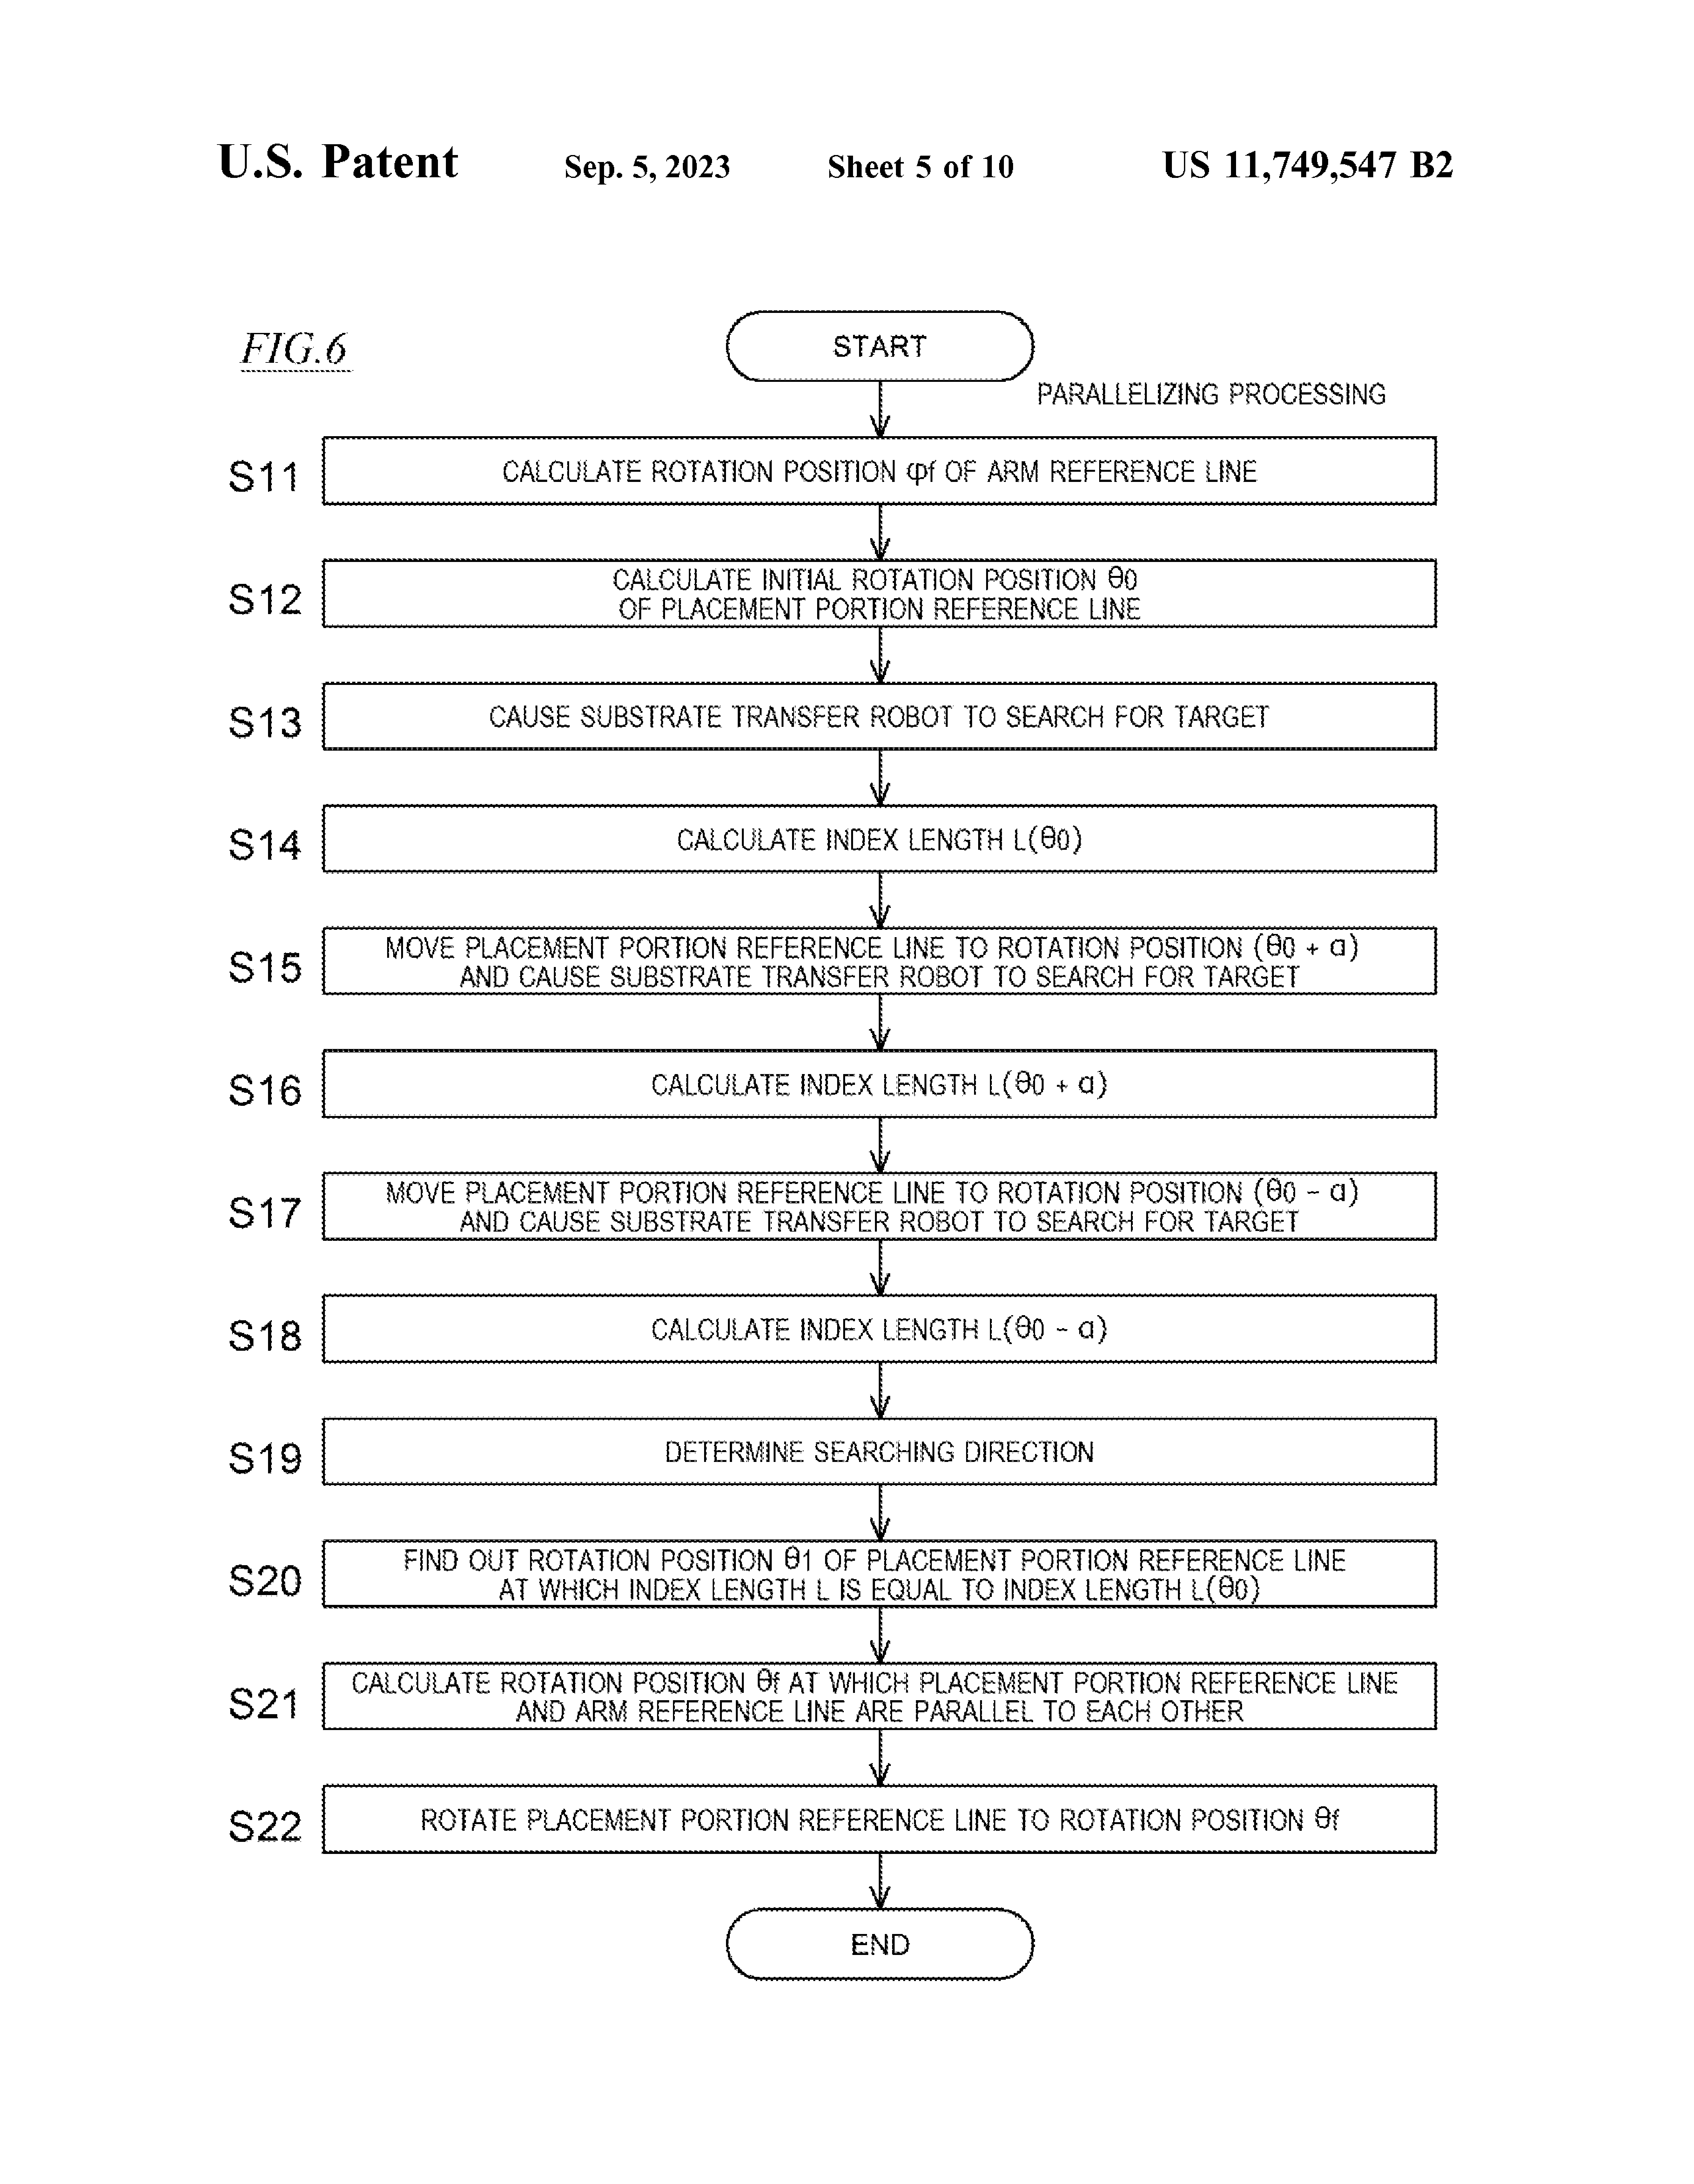 U.S. Patent Sep. 5, 2023 Sheet 5 of 10 US 11,749,547 B2
FIG.6
START
PARALLELIZING PROCESSING
S11 CALCULATE ROTATION POSITION φf OF ARM REFERENCE LINE
S12 CALCULATE INITIAL ROTATION POSITION θ0
OF PLACEMENT PORTION REFERENCE LINE
S13 CAUSE SUBSTRATE TRANSFER ROBOT TO SEARCH FOR TARGET
S14 CALCULATE INDEX LENGTH L(θ0)
S15 MOVE PLACEMENT PORTION REFERENCE LINE TO ROTATION POSITION (θ0 + α)
AND CAUSE SUBSTRATE TRANSFER ROBOT TO SEARCH FOR TARGET
S16 CALCULATE INDEX LENGTH L(θ0 + α)
S17 MOVE PLACEMENT PORTION REFERENCE LINE TO ROTATION POSITION (θ0 − α)
AND CAUSE SUBSTRATE TRANSFER ROBOT TO SEARCH FOR TARGET
S18 CALCULATE INDEX LENGTH L(θ0 − α)
S19 DETERMINE SEARCHING DIRECTION
S20 FIND OUT ROTATION POSITION θ1 OF PLACEMENT PORTION REFERENCE LINE
AT WHICH INDEX LENGTH L IS EQUAL TO INDEX LENGTH L(θ0)
S21 CALCULATE ROTATION POSITION θf AT WHICH PLACEMENT PORTION REFERENCE LINE
AND ARM REFERENCE LINE ARE PARALLEL TO EACH OTHER
S22 ROTATE PLACEMENT PORTION REFERENCE LINE TO ROTATION POSITION θf
END